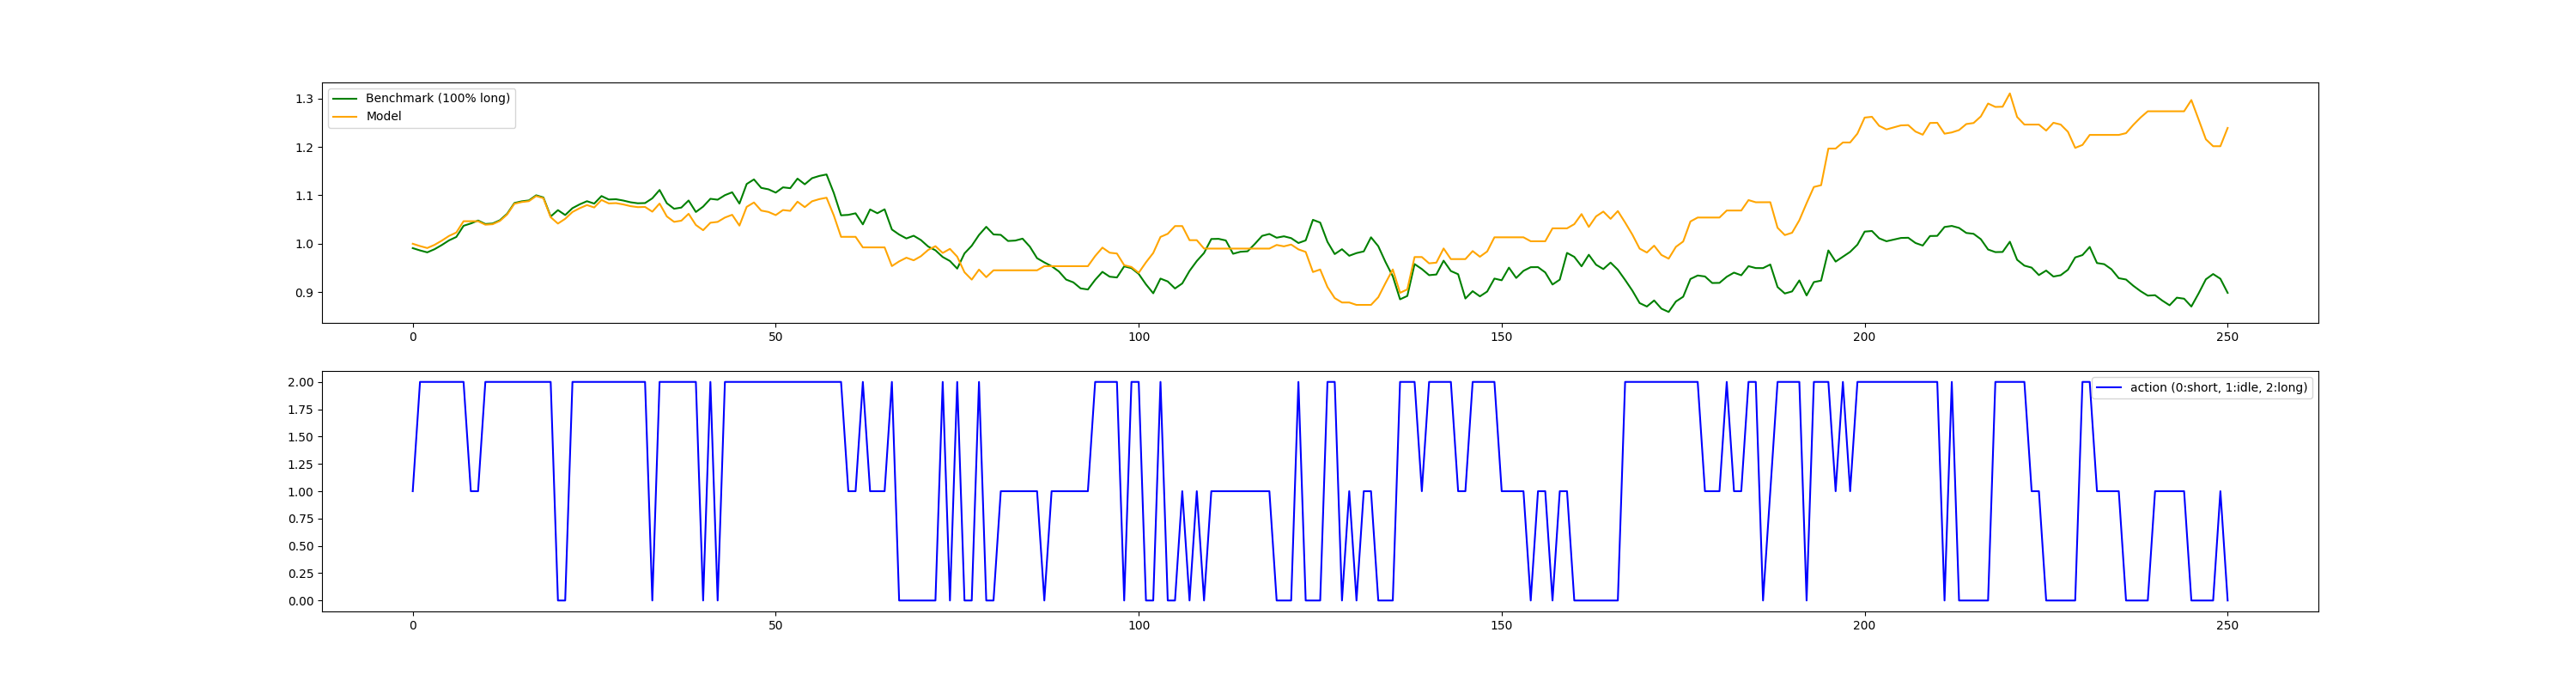 1.3
1.2
1.1
1.0
0.9
Benchmark (100% long)
Model
0 50 100 150 200 250
2.00
1.75
1.50
1.25
1.00
0.75
0.50
0.25
0.00
action (0:short, 1:idle, 2:long)
0 50 100 150 200 250